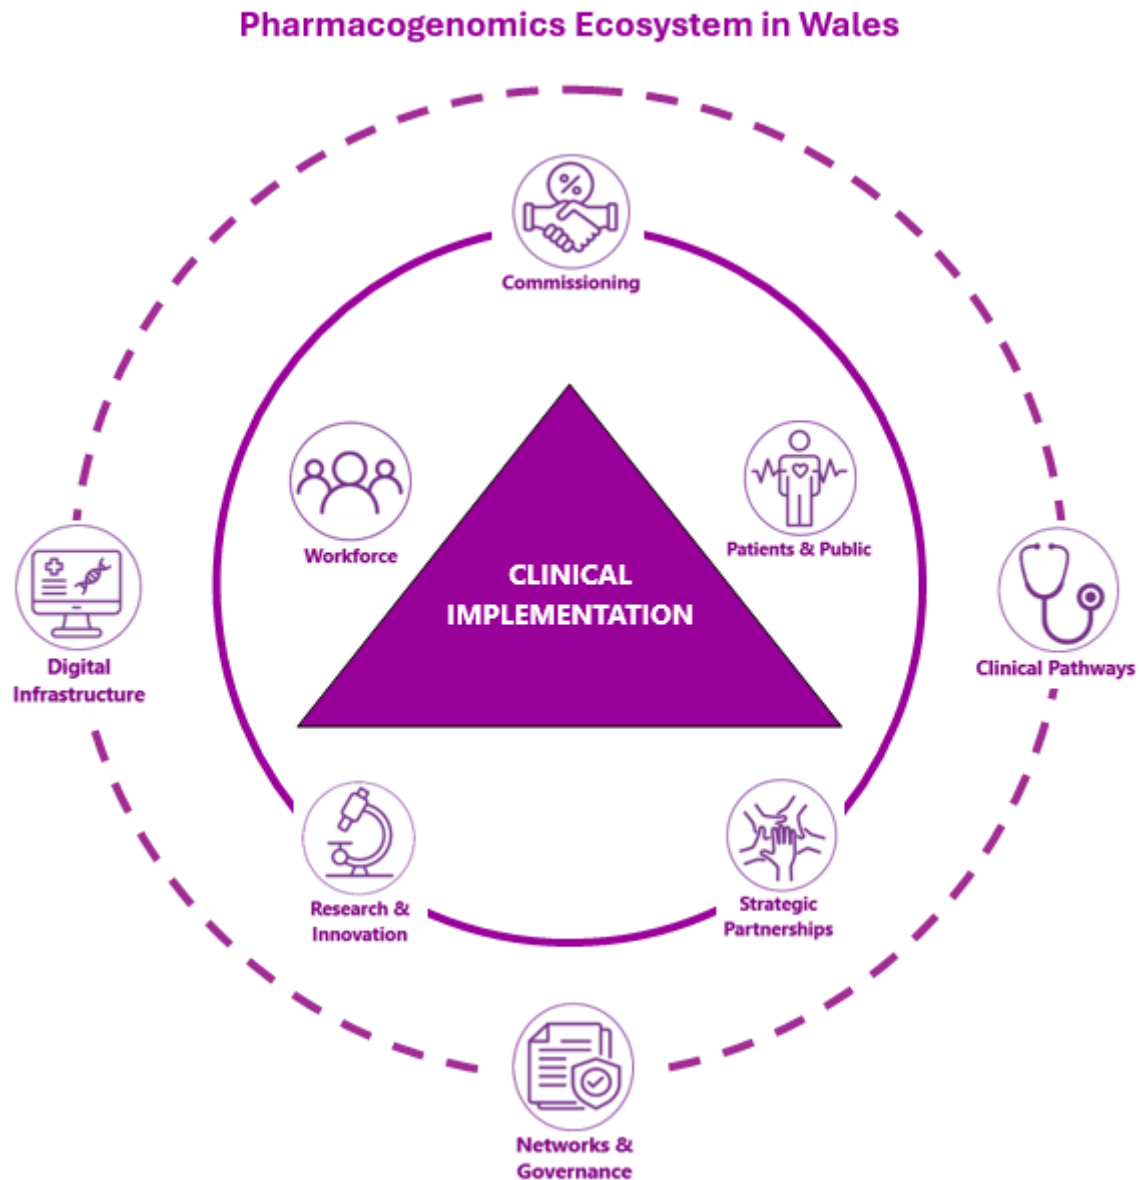 Pharmacogenomics Ecosystem in Wales
%
Commissioning
Workforce
Patients & Public
CLINICAL
IMPLEMENTATION
Digital
Infrastructure
Clinical Pathways
Research &
Innovation
Strategic
Partnerships
Networks &
Governance